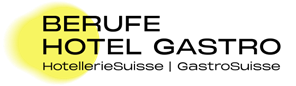 BERUFE
HOTEL GASTRO
HotellerieSuisse | GastroSuisse